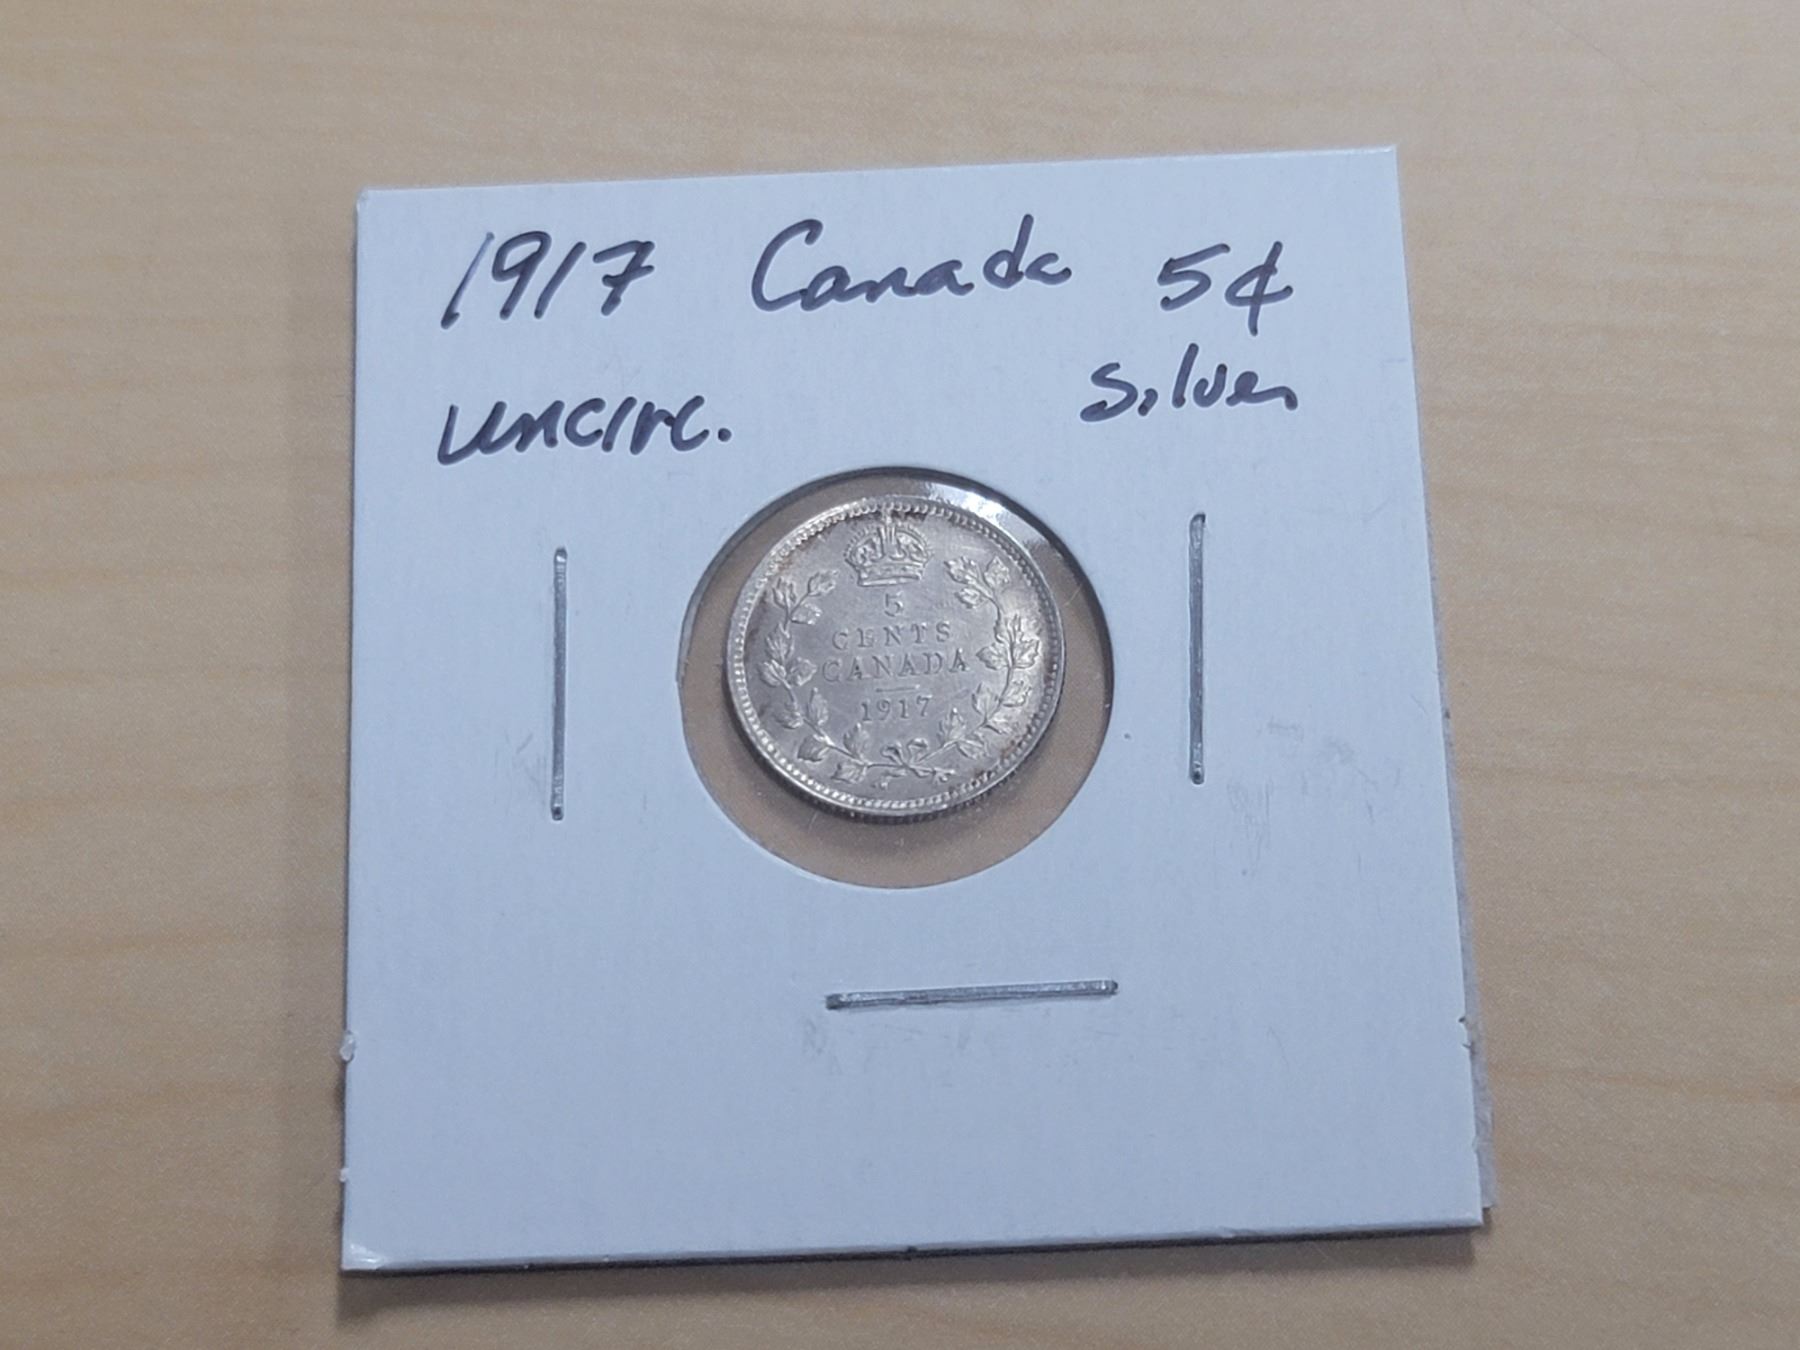 1917 Canada 5¢
uncirc. Silver
5
CENTS
CANADA
1917